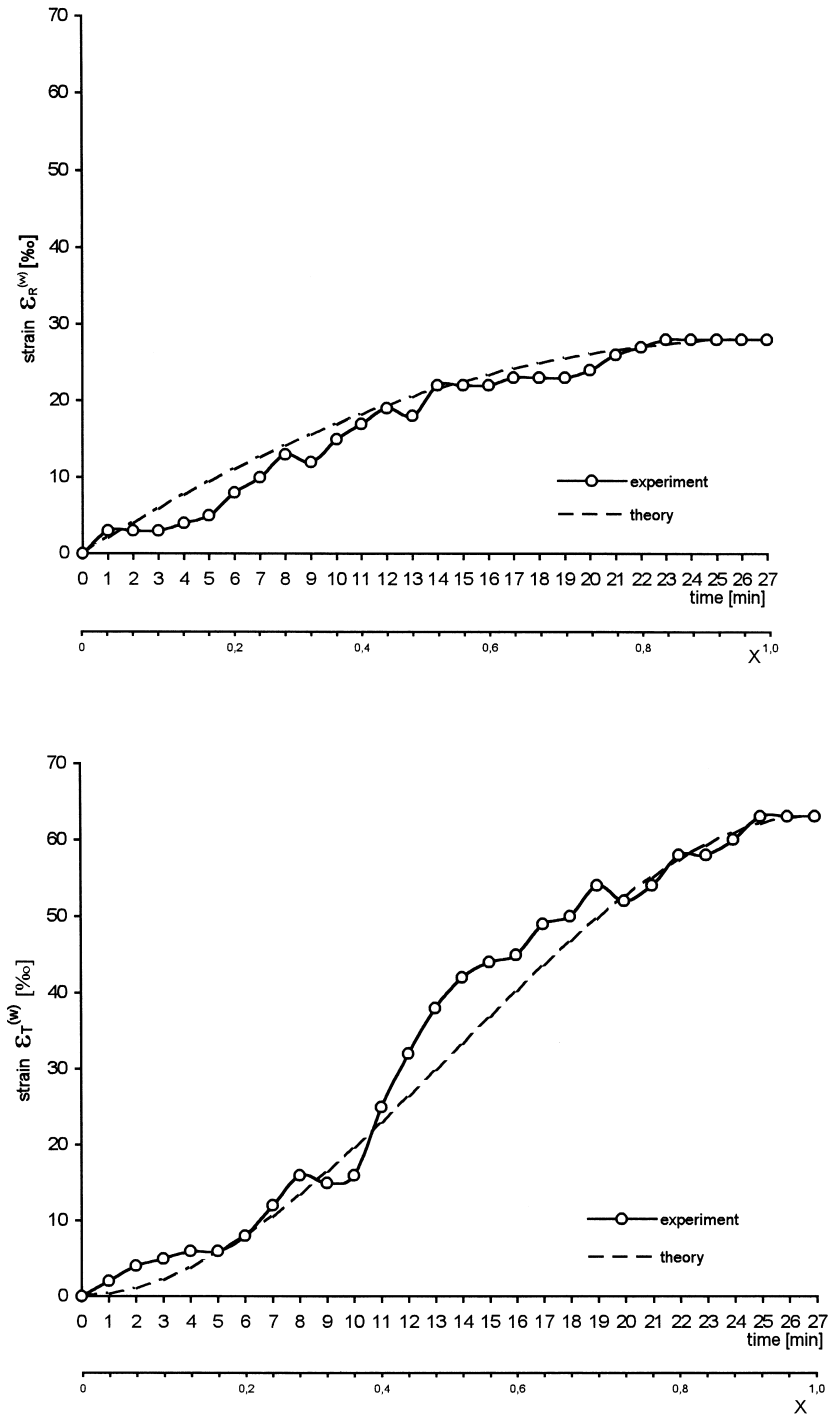 70
60
50
40
30
20
10
0
strain εR(w) [‰]
experiment
theory
0 1 2 3 4 5 6 7 8 9 10 11 12 13 14 15 16 17 18 19 20 21 22 23 24 25 26 27
time [min]
0 0,2 0,4 0,6 0,8 1,0
X
70
60
50
40
30
20
10
0
strain εT(w) [‰]
experiment
theory
0 1 2 3 4 5 6 7 8 9 10 11 12 13 14 15 16 17 18 19 20 21 22 23 24 25 26 27
time [min]
0 0,2 0,4 0,6 0,8 1,0
X